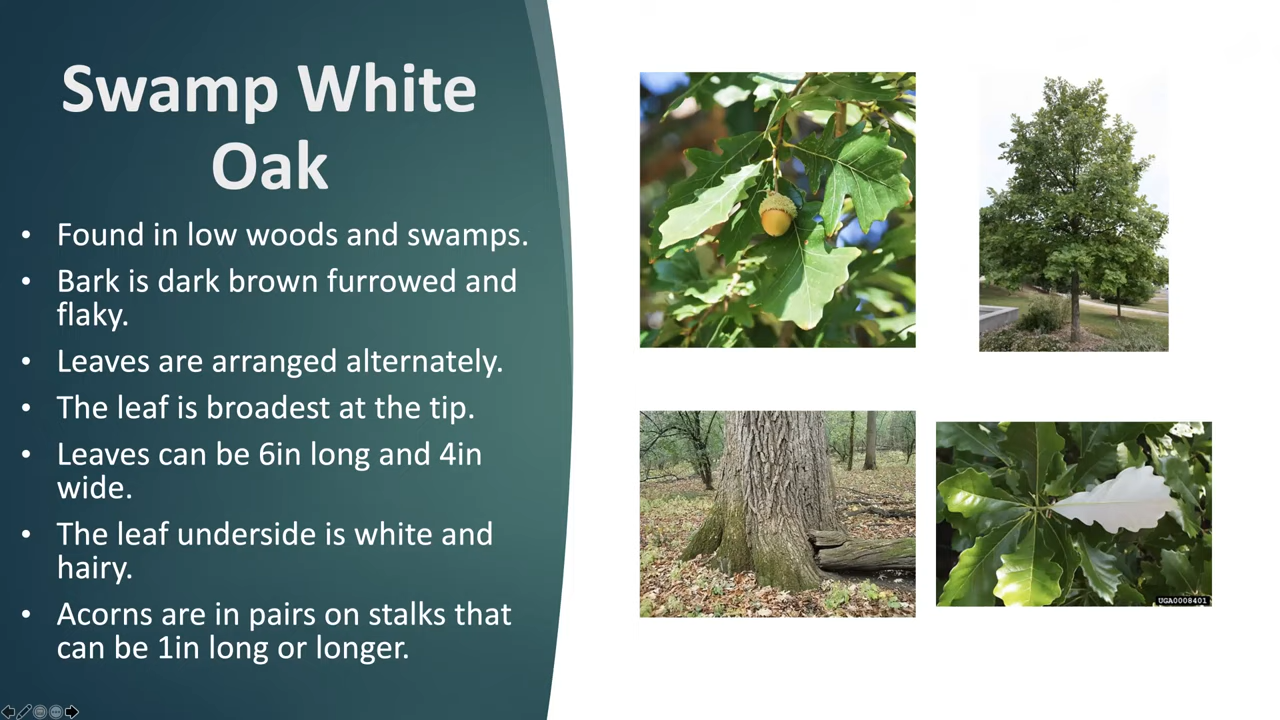 Swamp White
Oak
• Found in low woods and swamps.
• Bark is dark brown furrowed and
flaky.
• Leaves are arranged alternately.
• The leaf is broadest at the tip.
• Leaves can be 6in long and 4in
wide.
• The leaf underside is white and
hairy.
• Acorns are in pairs on stalks that
can be 1in long or longer.
UGA0008401